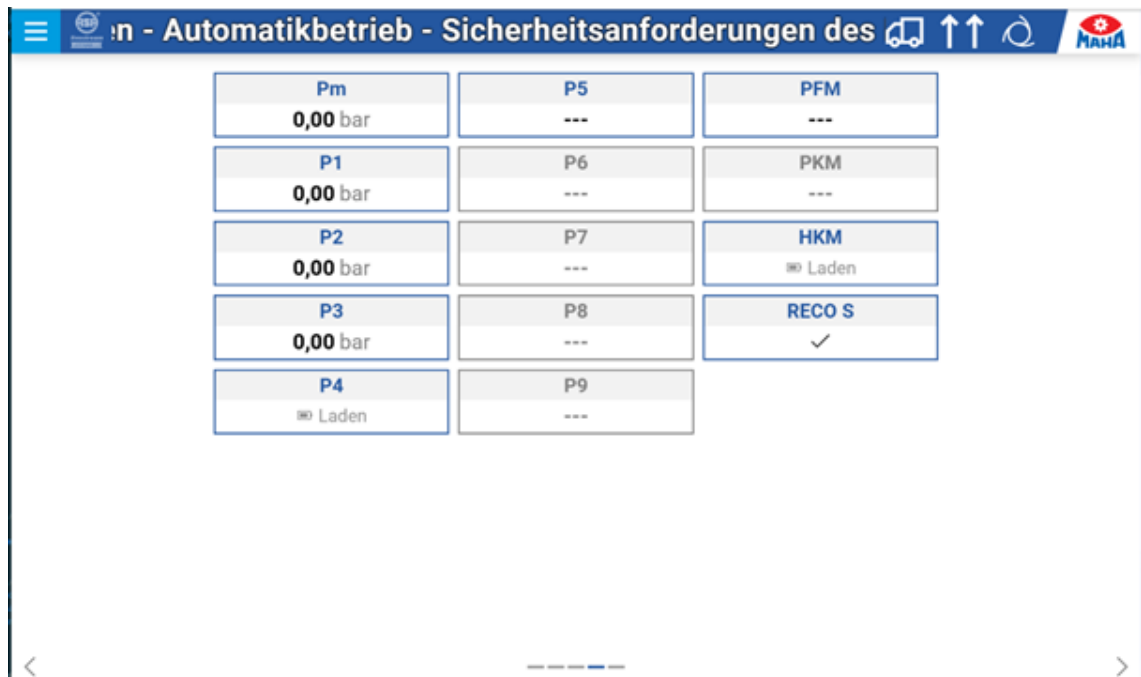 n - Automatikbetrieb - Sicherheitsanforderungen des
MAHA
Pm P5 PFM
0,00 bar --- ---
P1 P6 PKM
0,00 bar --- ---
P2 P7 HKM
0,00 bar --- Laden
P3 P8 RECO S
0,00 bar --- ✓
P4 P9
Laden ---